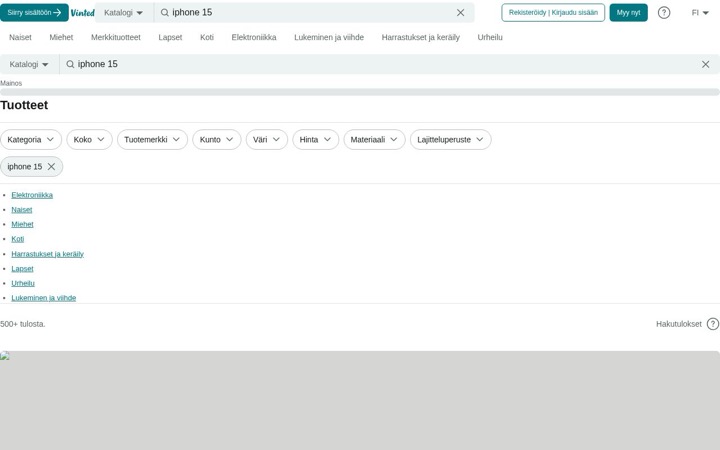 Siirry sisältöön
Vinted
Katalogi
iphone 15
Rekisteröidy | Kirjaudu sisään
Myy nyt
?
FI
Naiset
Miehet
Merkkituotteet
Lapset
Koti
Elektroniikka
Lukeminen ja viihde
Harrastukset ja keräily
Urheilu
Katalogi
iphone 15
Mainos
Tuotteet
Kategoria
Koko
Tuotemerkki
Kunto
Väri
Hinta
Materiaali
Lajitteluperuste
iphone 15
Elektroniikka
Naiset
Miehet
Koti
Harrastukset ja keräily
Lapset
Urheilu
Lukeminen ja viihde
500+ tulosta.
Hakutulokset
?